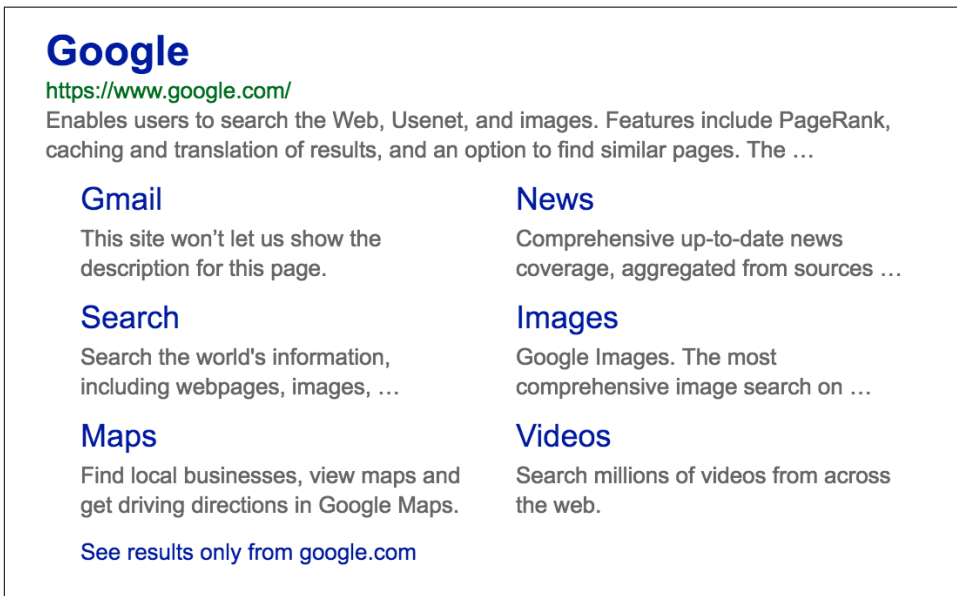 Google
https://www.google.com/
Enables users to search the Web, Usenet, and images. Features include PageRank,
caching and translation of results, and an option to find similar pages. The …
Gmail
This site won’t let us show the
description for this page.
News
Comprehensive up-to-date news
coverage, aggregated from sources …
Search
Search the world's information,
including webpages, images, …
Images
Google Images. The most
comprehensive image search on …
Maps
Find local businesses, view maps and
get driving directions in Google Maps.
Videos
Search millions of videos from across
the web.
See results only from google.com